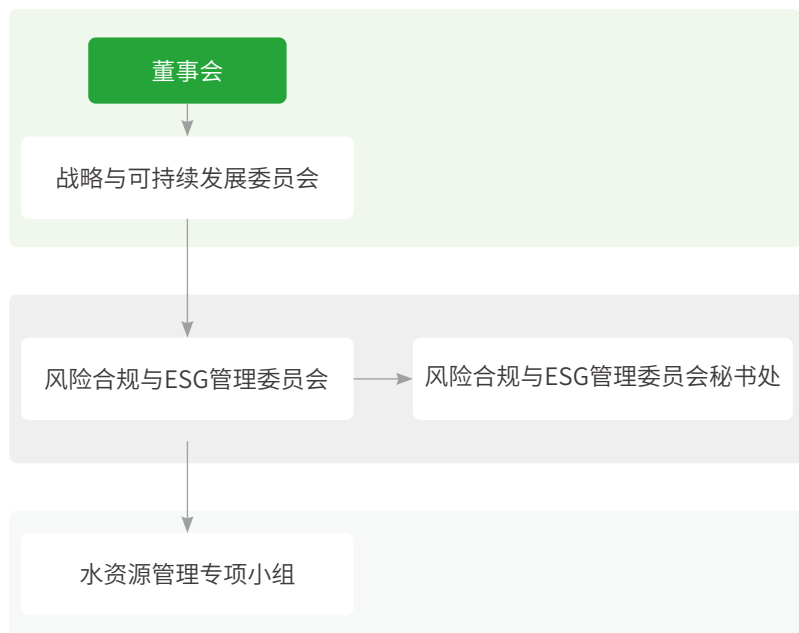 董事会
战略与可持续发展委员会
风险合规与ESG管理委员会
风险合规与ESG管理委员会秘书处
水资源管理专项小组